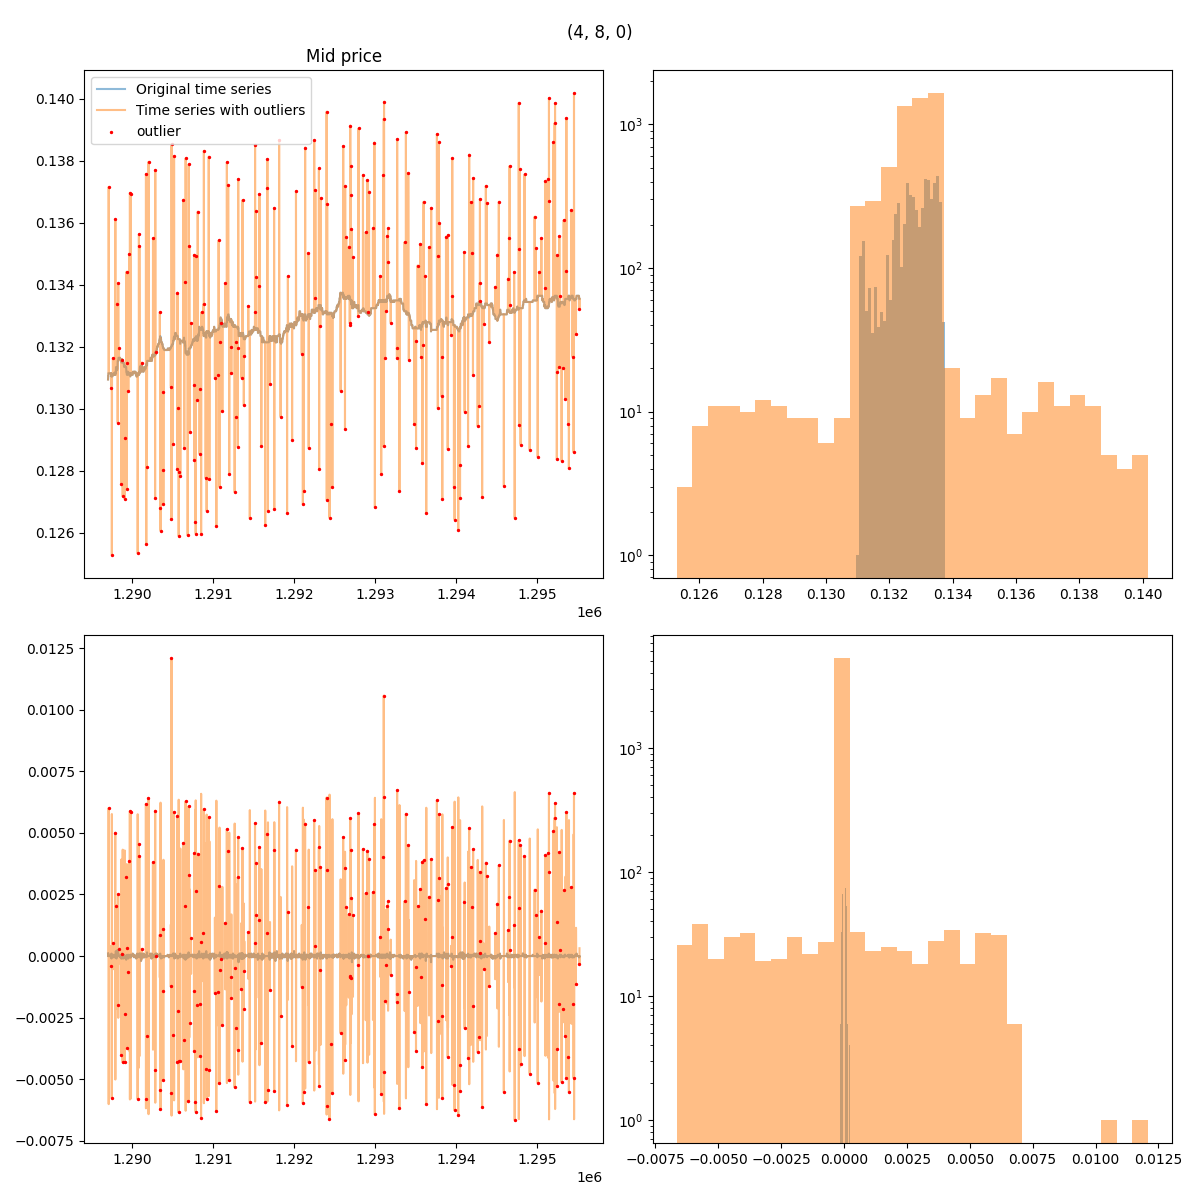 (4, 8, 0)
Mid price
Original time series
Time series with outliers
outlier
0.140
0.138
0.136
0.134
0.132
0.130
0.128
0.126
1.290 1.291 1.292 1.293 1.294 1.295
1e6
10³
10²
10¹
10⁰
0.126 0.128 0.130 0.132 0.134 0.136 0.138 0.140
0.0125
0.0100
0.0075
0.0050
0.0025
0.0000
−0.0025
−0.0050
−0.0075
1.290 1.291 1.292 1.293 1.294 1.295
1e6
10³
10²
10¹
10⁰
−0.0075 −0.0050 −0.0025 0.0000 0.0025 0.0050 0.0075 0.0100 0.0125